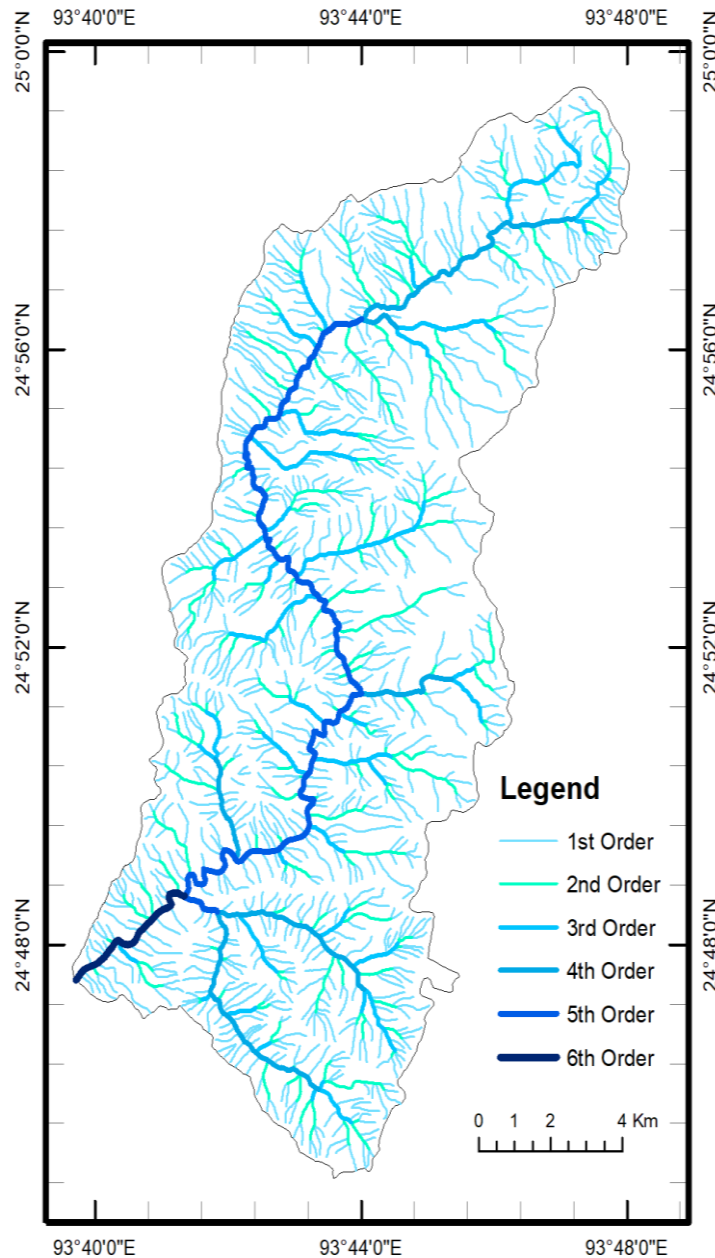 93°40'0"E 93°44'0"E 93°48'0"E
25°0'0"N 25°0'0"N
24°56'0"N 24°56'0"N
24°52'0"N 24°52'0"N
Legend
1st Order
2nd Order
3rd Order
24°48'0"N 24°48'0"N
4th Order
5th Order
6th Order
0 1 2 4 Km
93°40'0"E 93°44'0"E 93°48'0"E